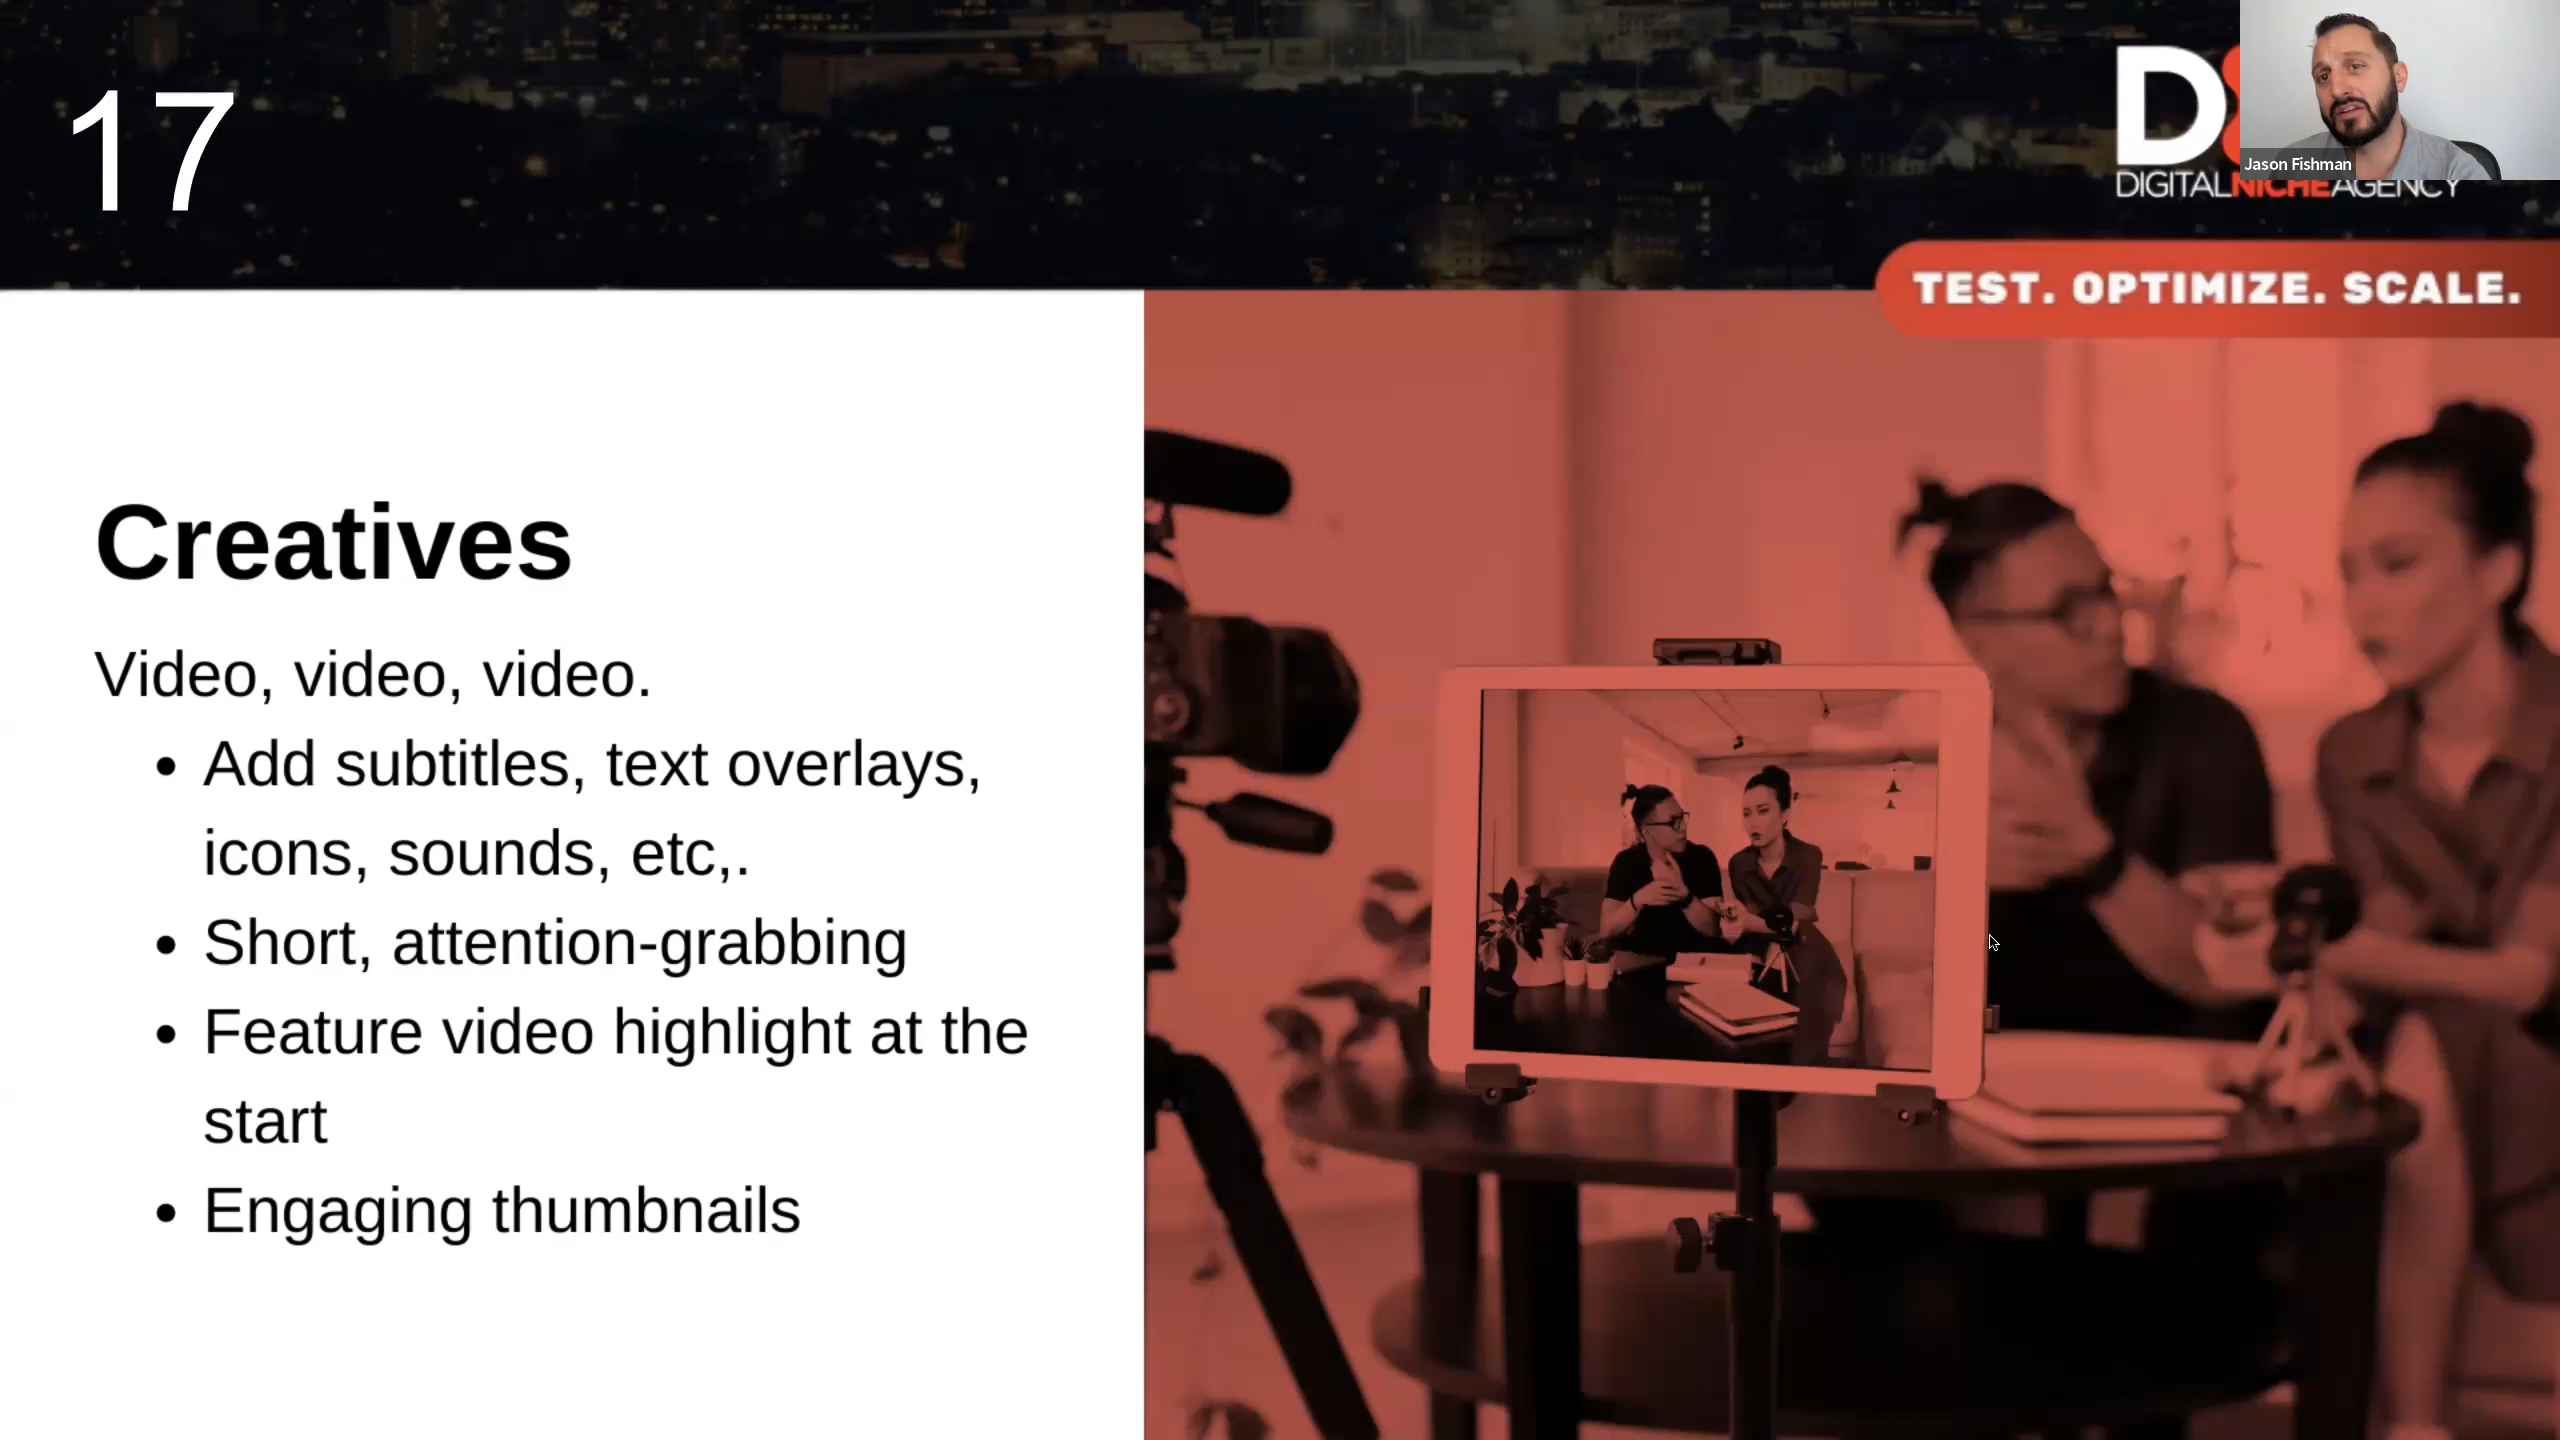 17
D
Jason Fishman
DIGITALNICHEAGENCY
TEST. OPTIMIZE. SCALE.
Creatives
Video, video, video.
• Add subtitles, text overlays,
icons, sounds, etc,.
• Short, attention-grabbing
• Feature video highlight at the
start
• Engaging thumbnails